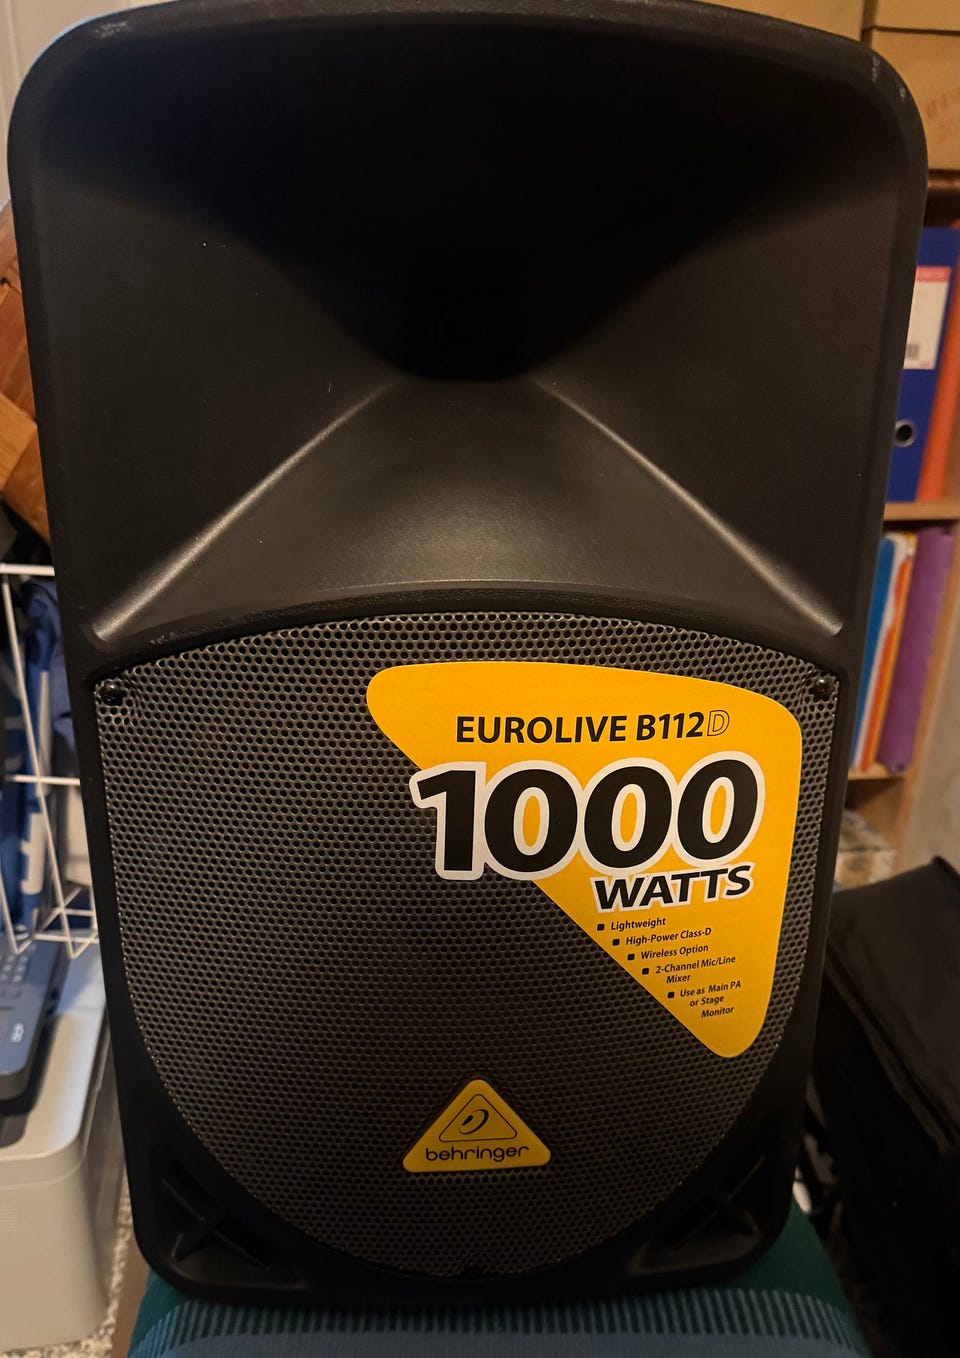 EUROLIVE B112D
1000
WATTS
Lightweight
High-Power Class-D
Wireless Option
2-Channel Mic/Line
Mixer
Use as Main PA
or Stage
Monitor
behringer